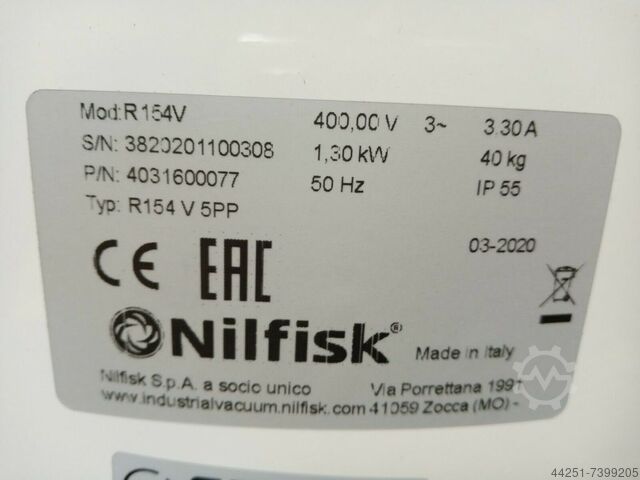 Mod: R154V 400,00 V 3~ 3,30 A
S/N: 3820201100308 1,30 kW 40 kg
P/N: 4031600077 50 Hz IP 55
Typ: R154 V 5PP
03-2020
CE EAC
Nilfisk®
Made in Italy
Nilfisk S.p.A. a socio unico Via Porrettana 1991
www.industrialvacuum.nilfisk.com 41059 Zocca (MO) -
44251-7399205